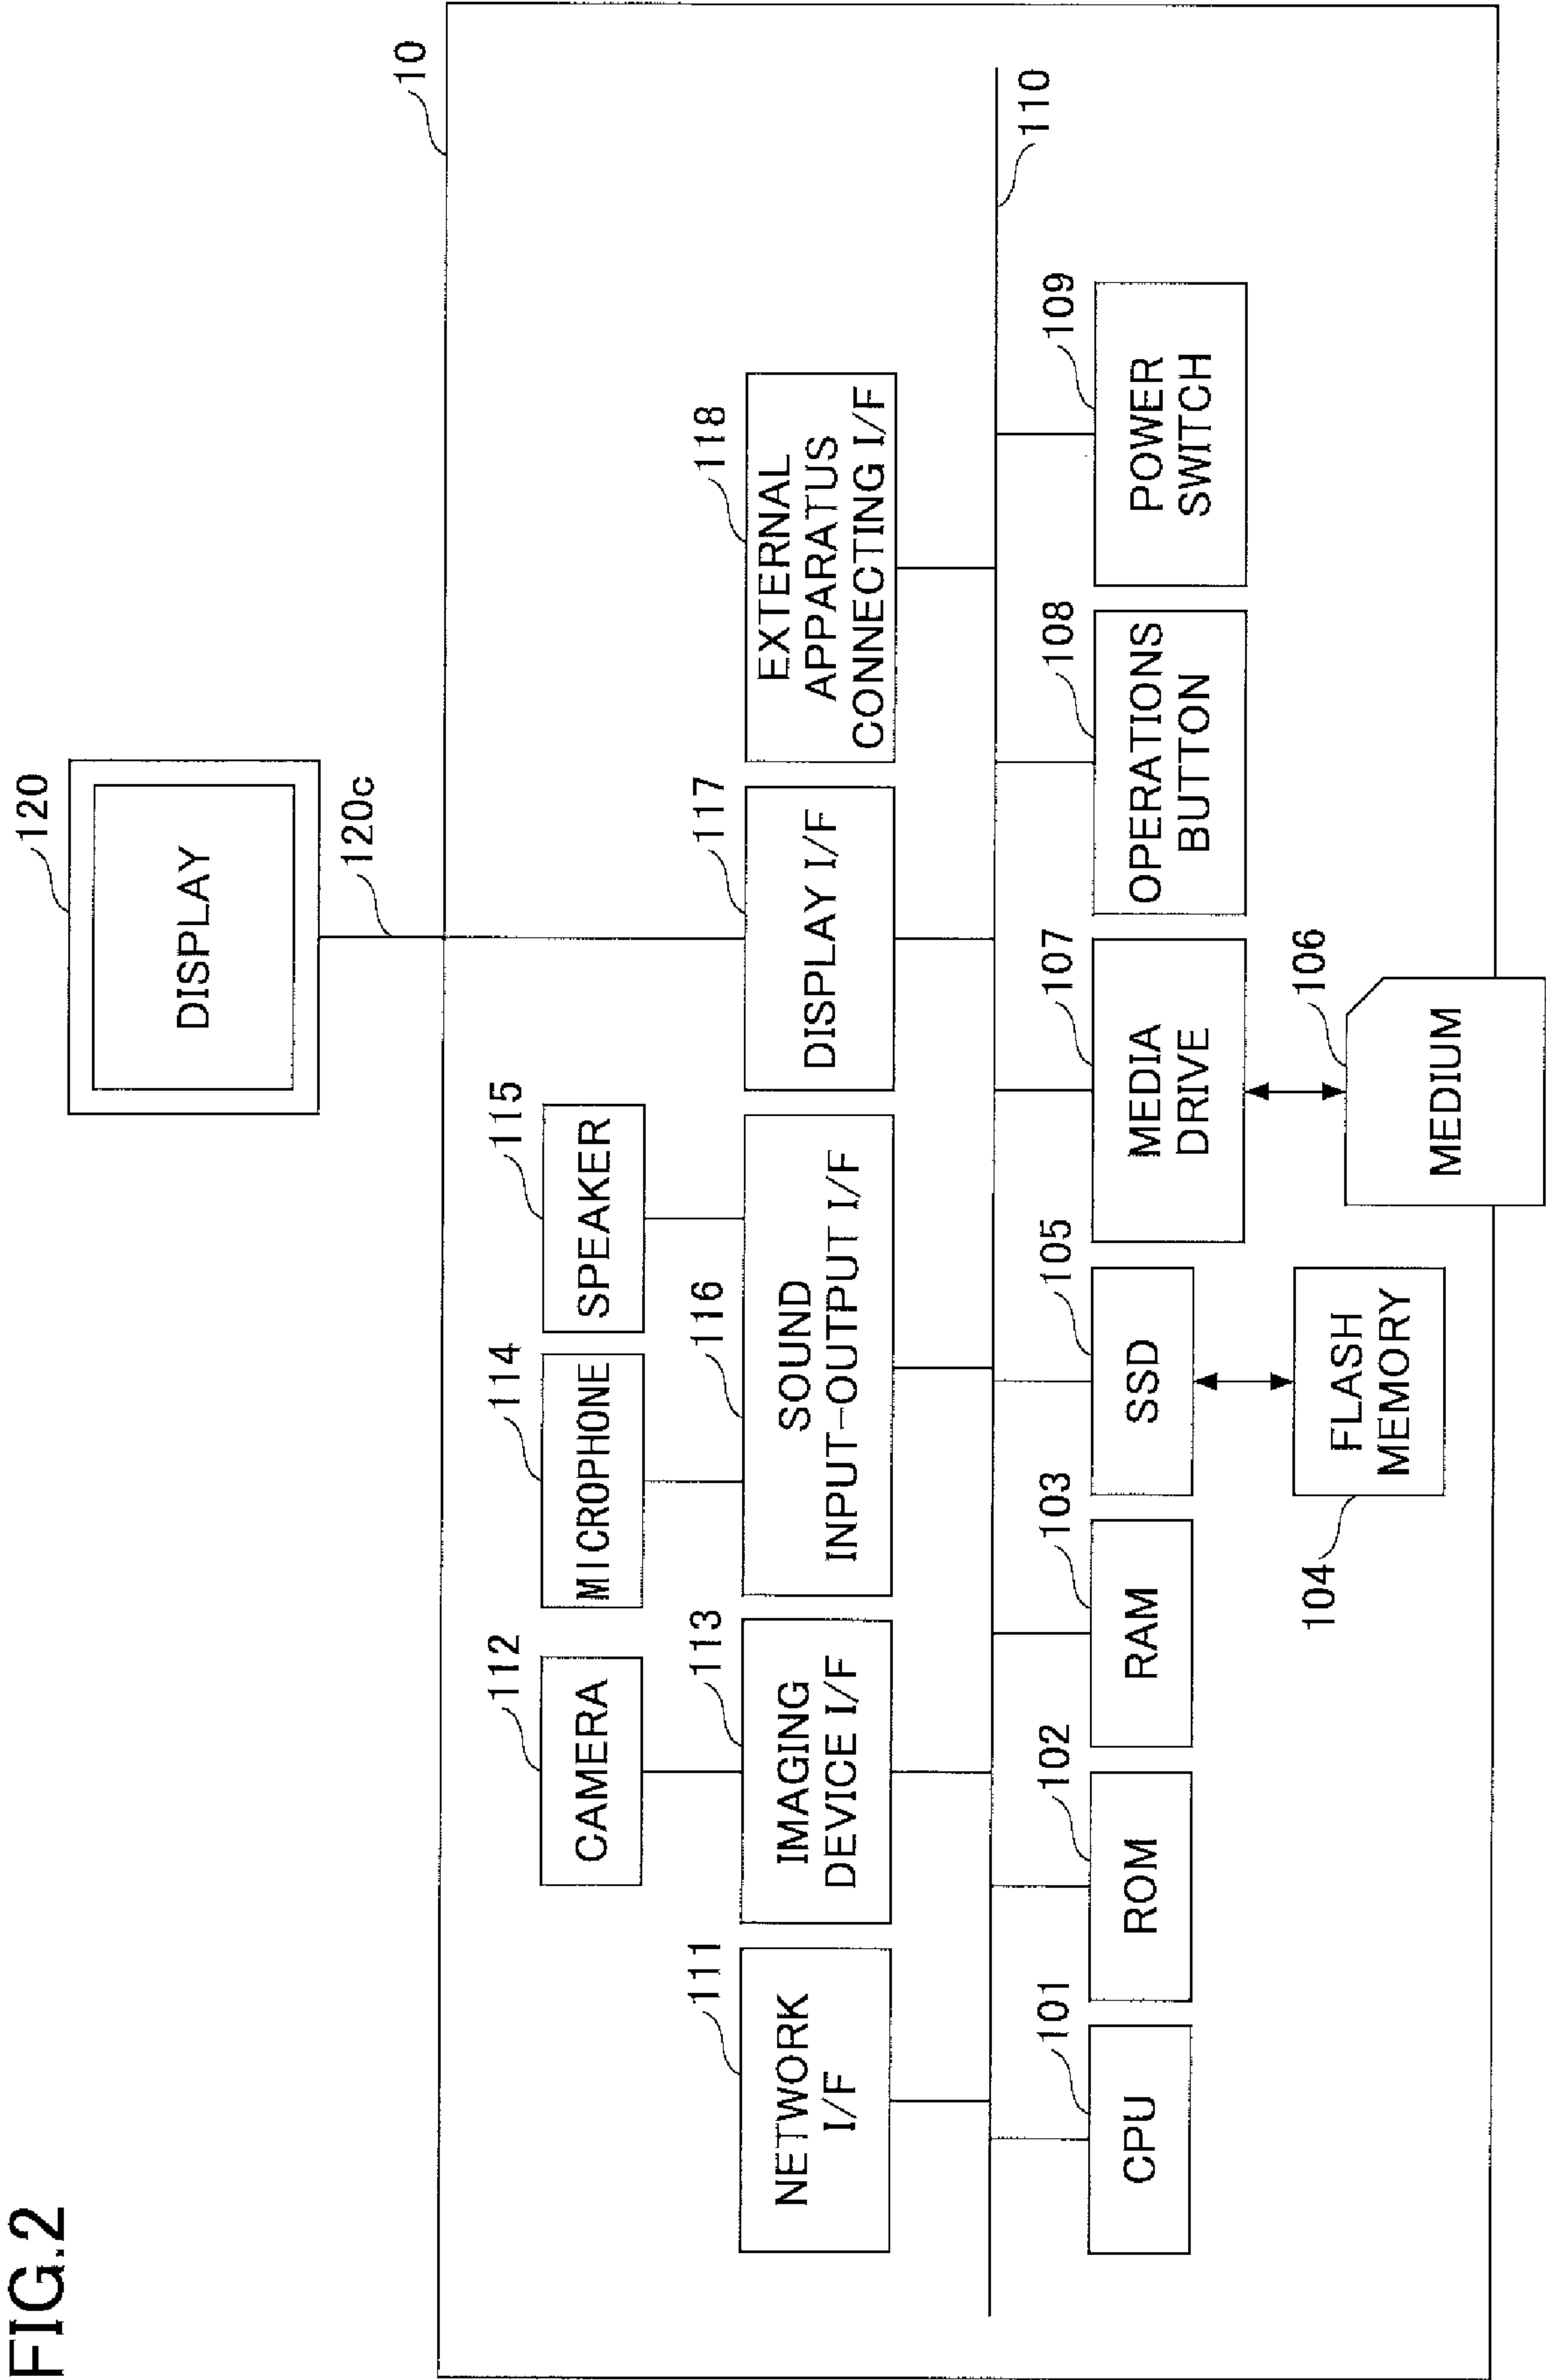 FIG.2
120
DISPLAY
120c
10
112
CAMERA
114
MICROPHONE
115
SPEAKER
111
NETWORK
I/F
113
IMAGING
DEVICE I/F
116
SOUND
INPUT-OUTPUT I/F
117
DISPLAY I/F
118
EXTERNAL
APPARATUS
CONNECTING I/F
110
101
CPU
102
ROM
103
RAM
105
SSD
107
MEDIA
DRIVE
108
OPERATIONS
BUTTON
109
POWER
SWITCH
104
FLASH
MEMORY
106
MEDIUM